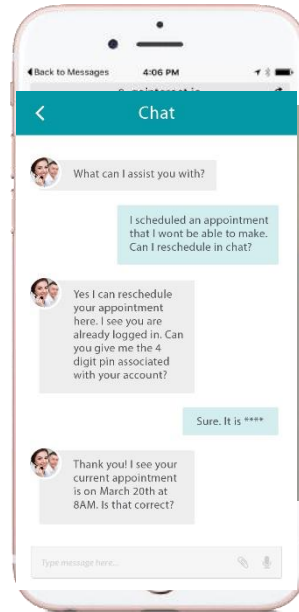 Back to Messages 4:06 PM
Chat
What can I assist you with?
I scheduled an appointment
that I wont be able to make.
Can I reschedule in chat?
Yes I can reschedule
your appointment
here. I see you are
already logged in. Can
you give me the 4
digit pin associated
with your account?
Sure. It is ****
Thank you! I see your
current appointment
is on March 20th at
8AM. Is that correct?
Type message here...